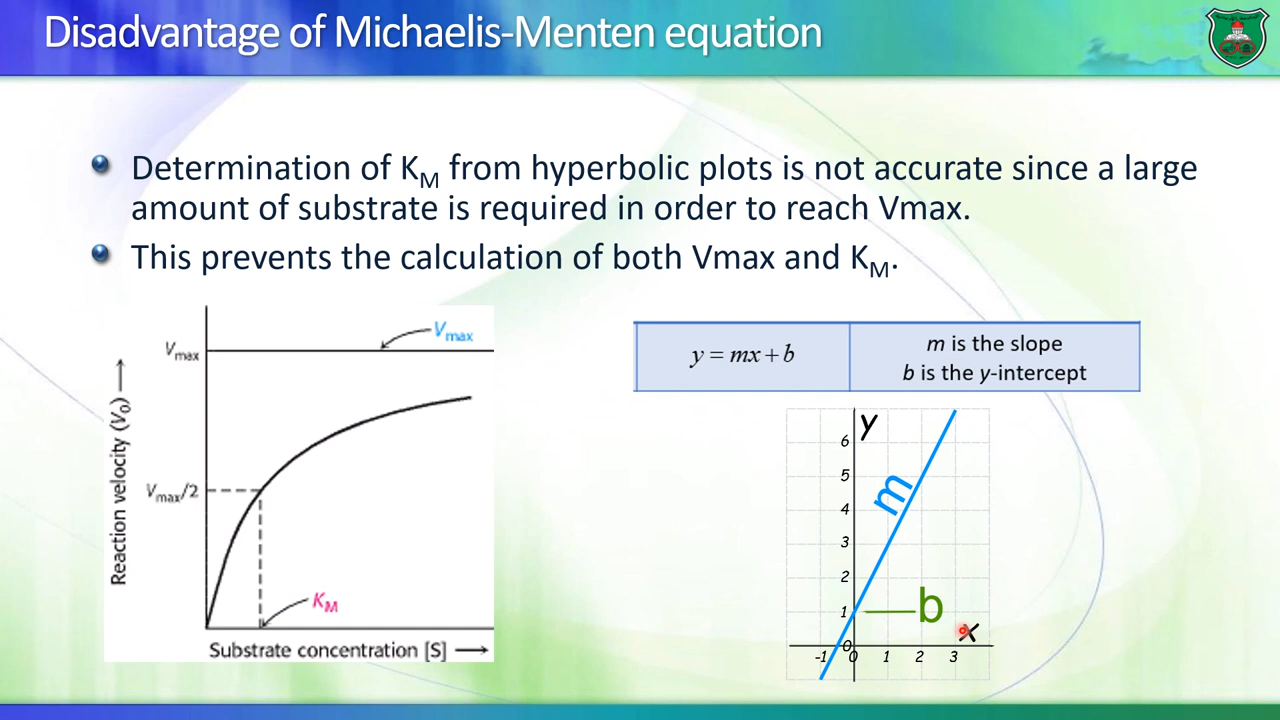 Disadvantage of Michaelis-Menten equation
Determination of KM from hyperbolic plots is not accurate since a large
amount of substrate is required in order to reach Vmax.
This prevents the calculation of both Vmax and KM.
Vmax
Vmax
Reaction velocity (V0)
Vmax/2
KM
Substrate concentration [S]
y = mx + b
m is the slope
b is the y-intercept
y
6
5
4
3
2
1
0
m
b
x
-1 0 1 2 3